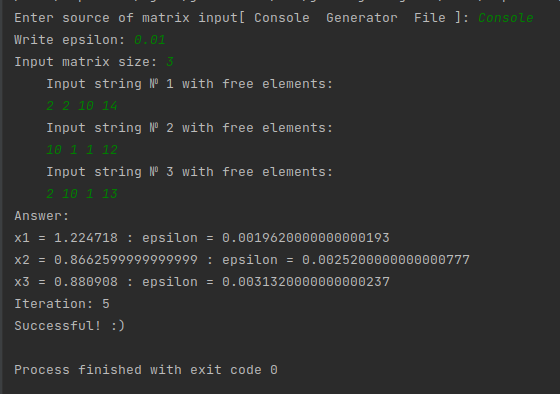 Enter source of matrix input[ Console  Generator  File ]: Console
Write epsilon: 0.01
Input matrix size: 3
    Input string № 1 with free elements:
    2 2 10 14
    Input string № 2 with free elements:
    10 1 1 12
    Input string № 3 with free elements:
    2 10 1 13
Answer:
x1 = 1.224718 : epsilon = 0.0019620000000000193
x2 = 0.8662599999999999 : epsilon = 0.0025200000000000777
x3 = 0.880908 : epsilon = 0.0031320000000000237
Iteration: 5
Successful! :)
Process finished with exit code 0